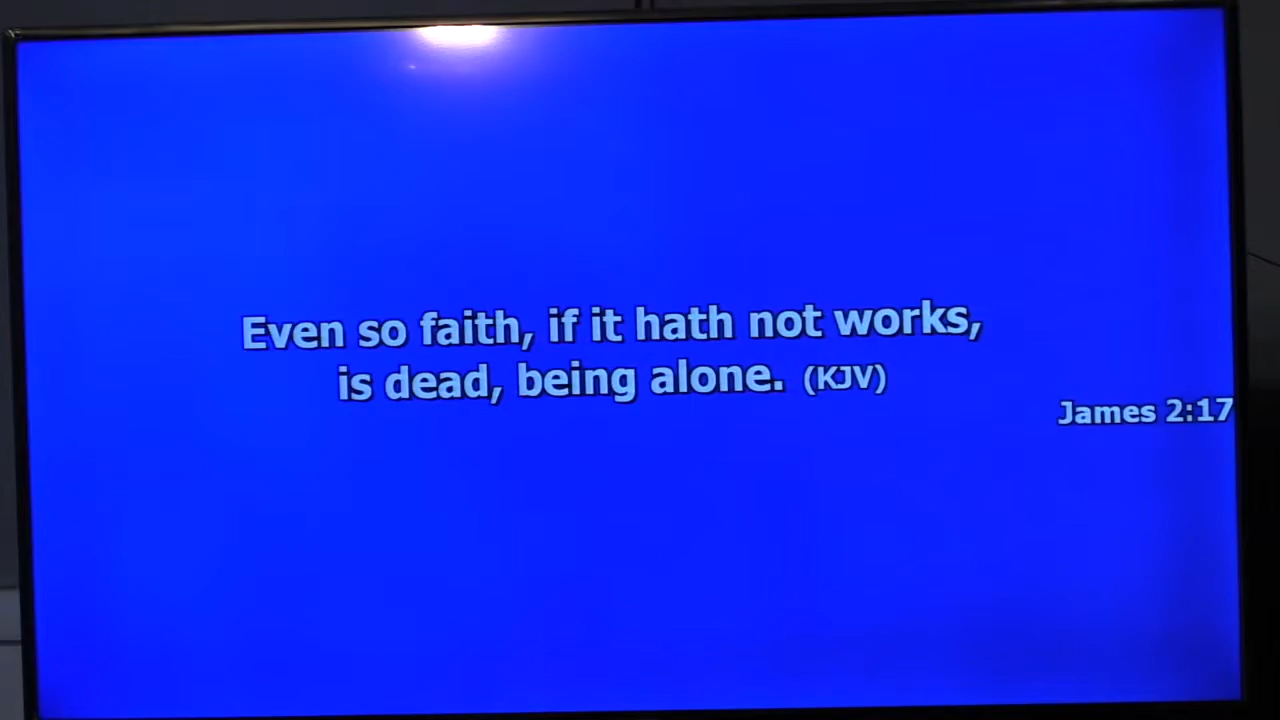 Even so faith, if it hath not works,
is dead, being alone. (KJV)
James 2:17